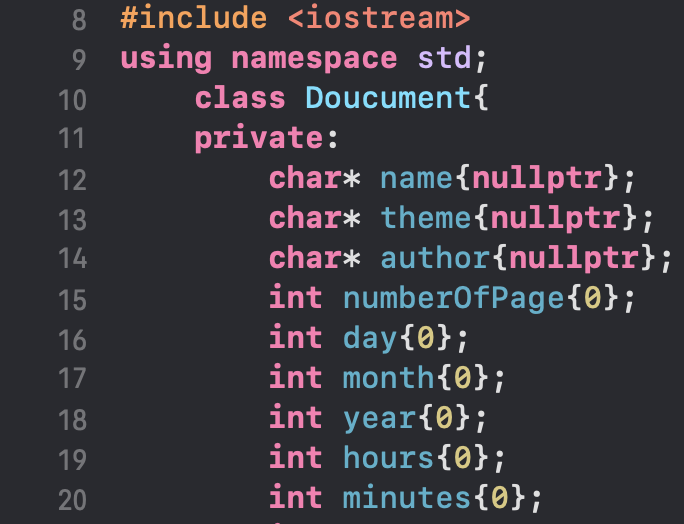 8 #include <iostream>
9 using namespace std;
10 class Doucument{
11 private:
12 char* name{nullptr};
13 char* theme{nullptr};
14 char* author{nullptr};
15 int numberOfPage{0};
16 int day{0};
17 int month{0};
18 int year{0};
19 int hours{0};
20 int minutes{0};